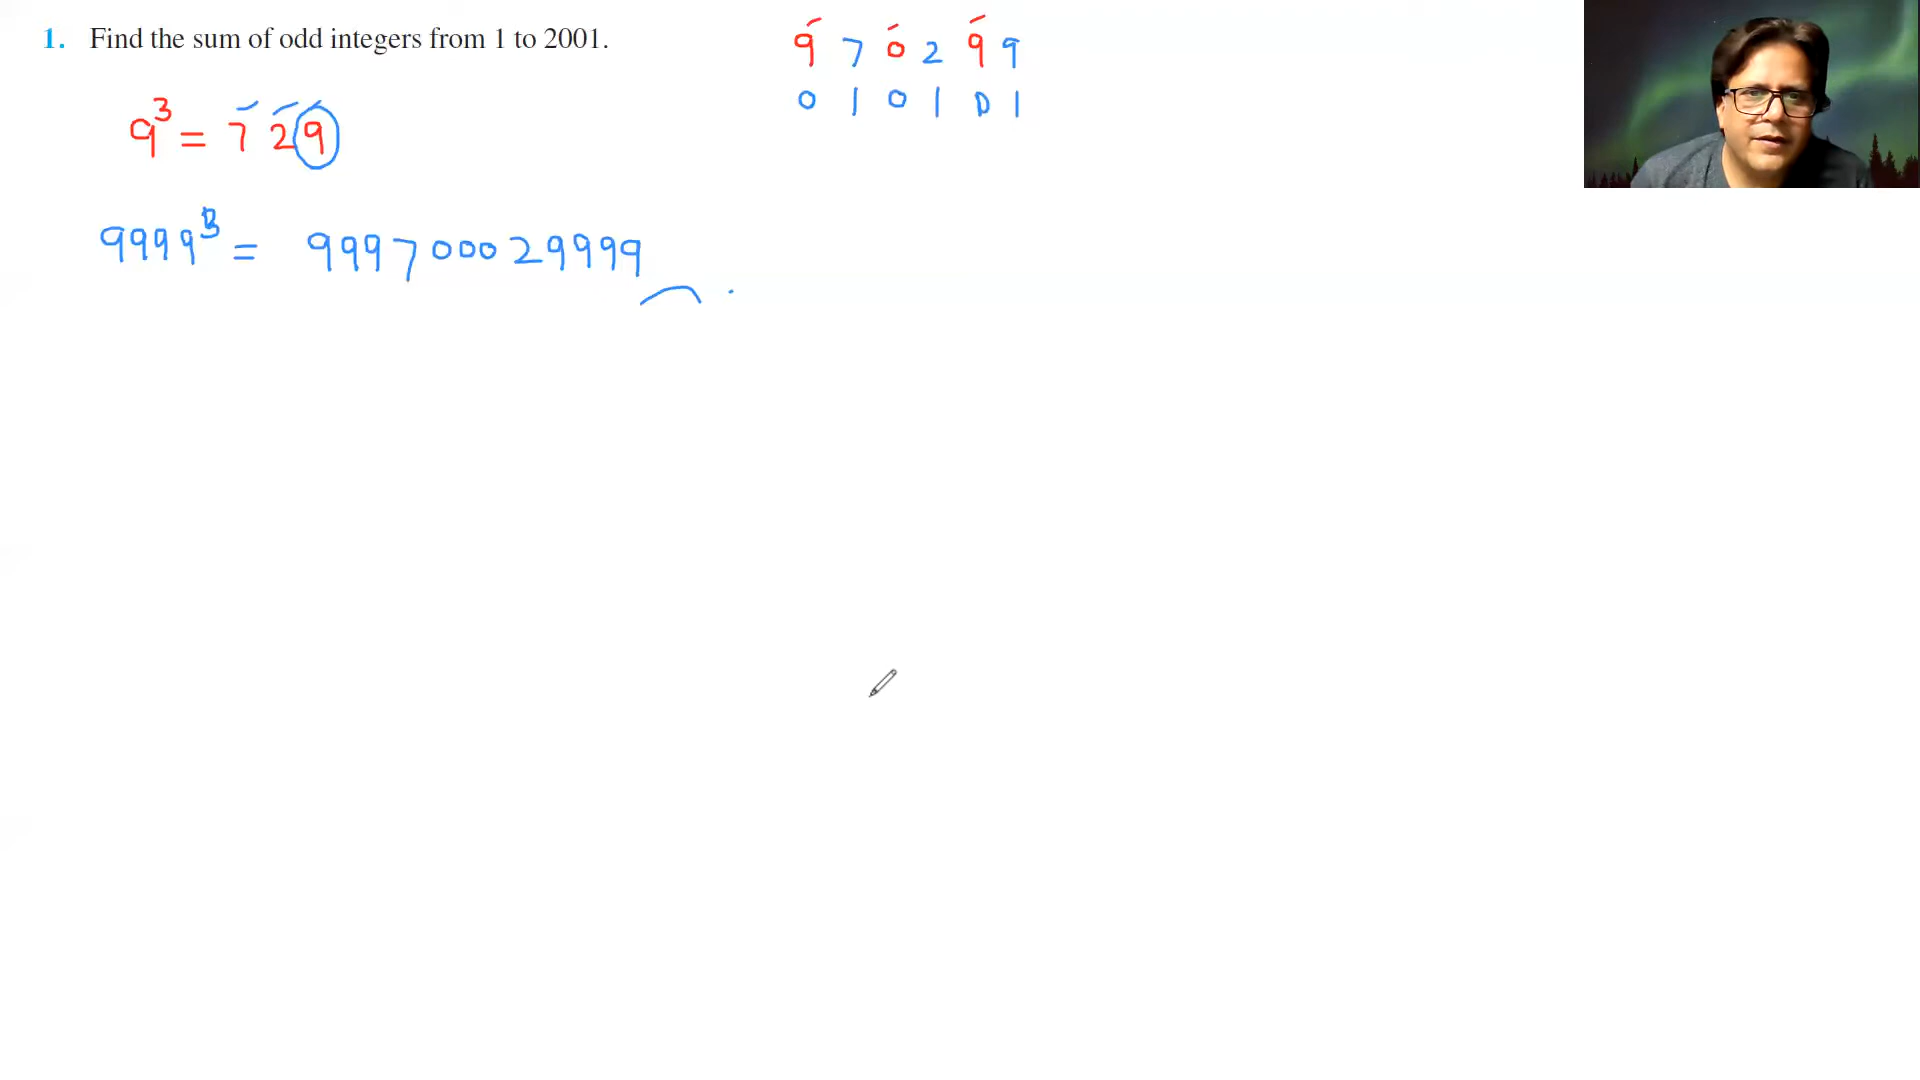 1. Find the sum of odd integers from 1 to 2001.
9 7 0 2 9 9
0 1 0 1 0 1
9³ = 7 2 9
9999³ = 999700029999